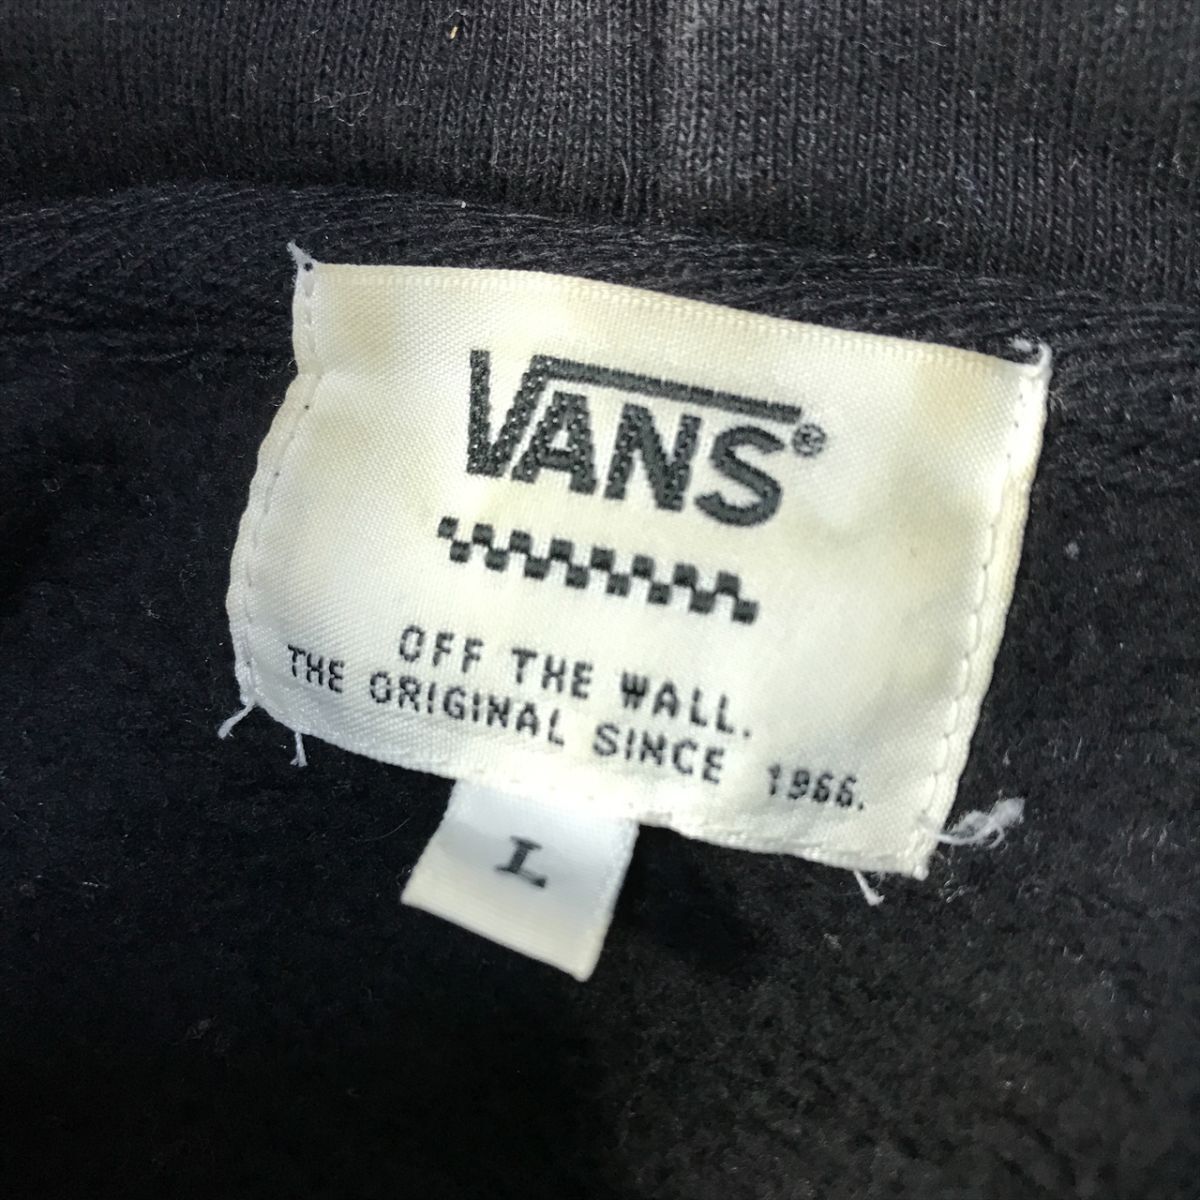 VANS®
OFF THE WALL.
THE ORIGINAL SINCE 1966.
L